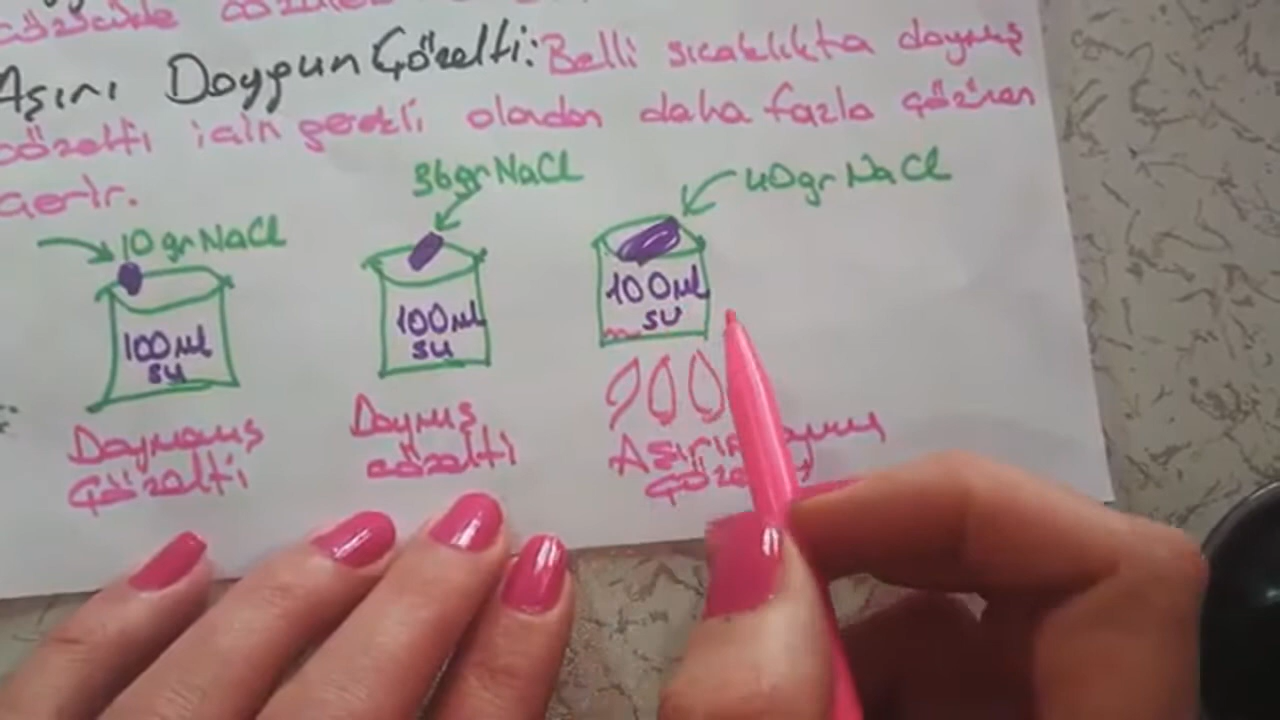 Aşırı Doygun Çözelti: Belli sıcaklıkta doymuş
çözelti için gerekli olandan daha fazla çözünen
içerir.
10gr NaCl
36gr NaCl
40gr NaCl
100ml
su
100ml
su
100ml
su
Doymamış
Çözelti
Doymuş
çözelti
Aşırı